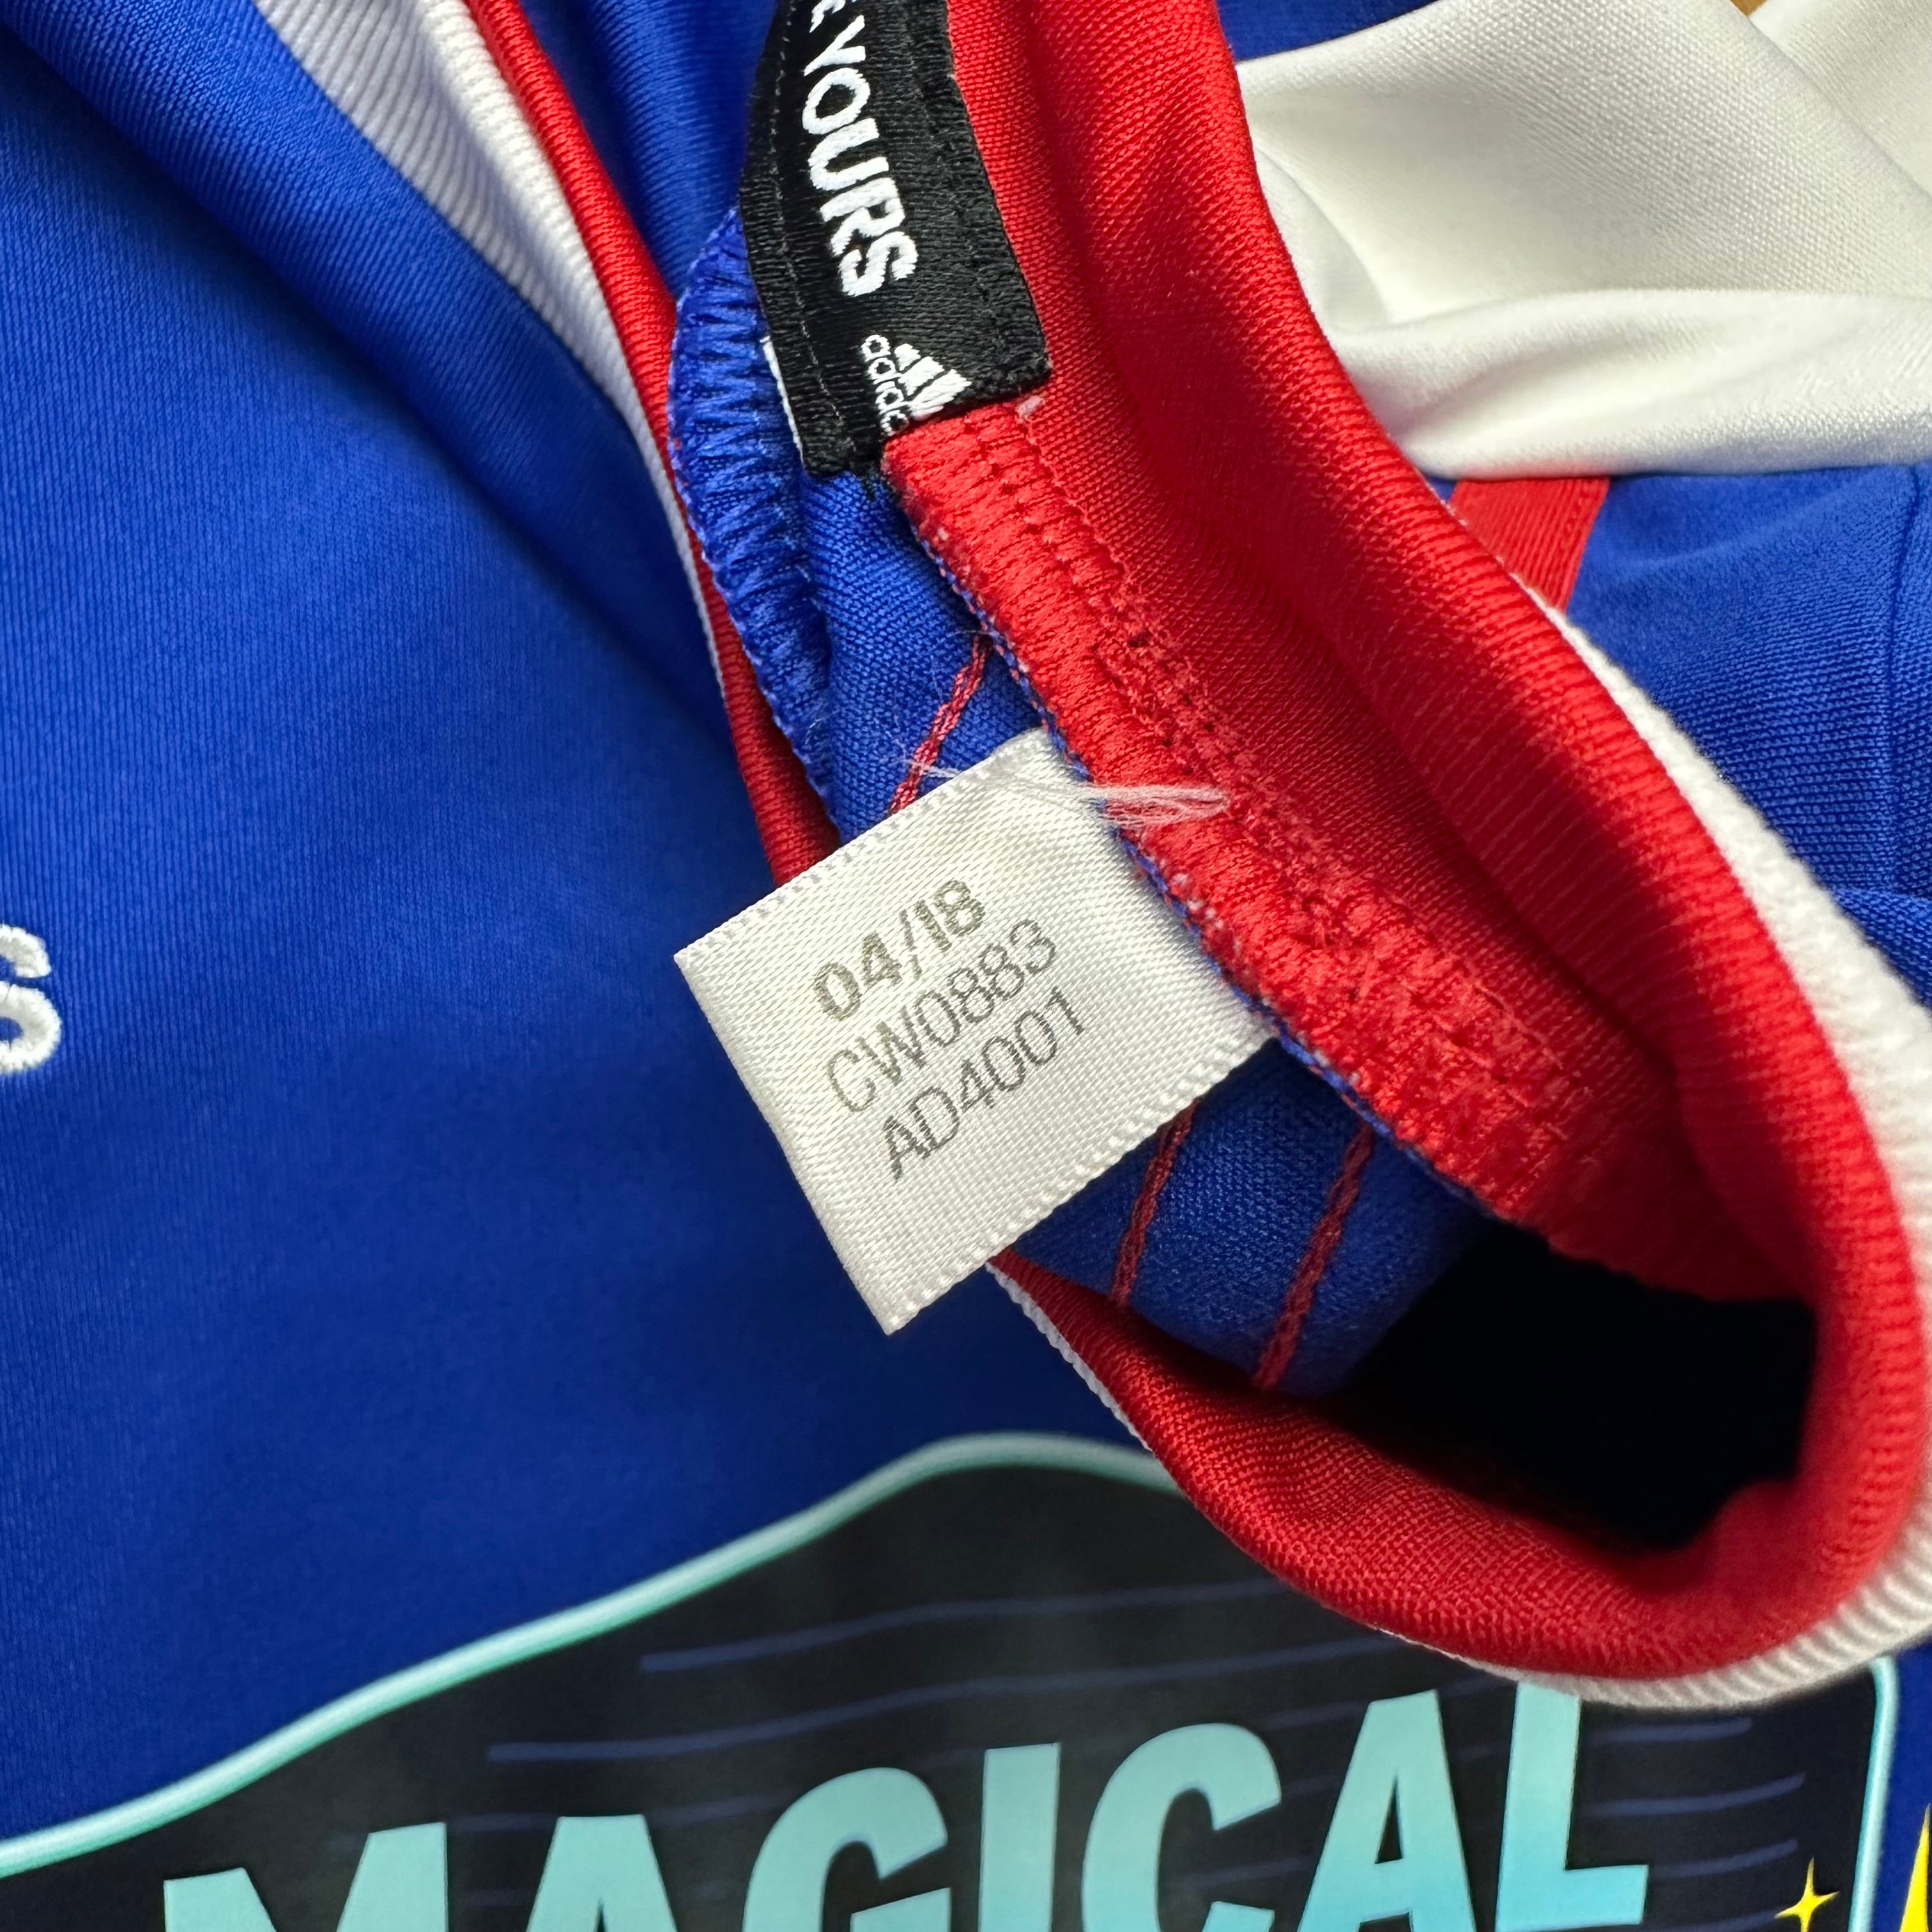 YOURS
adidas
04/18
CW0883
AD4001
S
MAGICAL